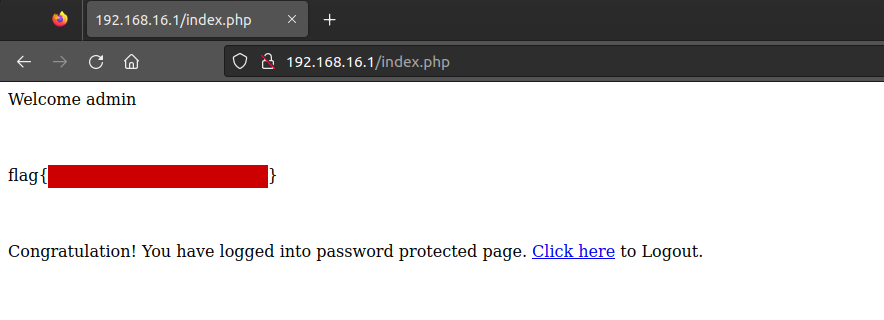 192.168.16.1/index.php
192.168.16.1/index.php
Welcome admin
flag{ }
Congratulation! You have logged into password protected page. Click here to Logout.